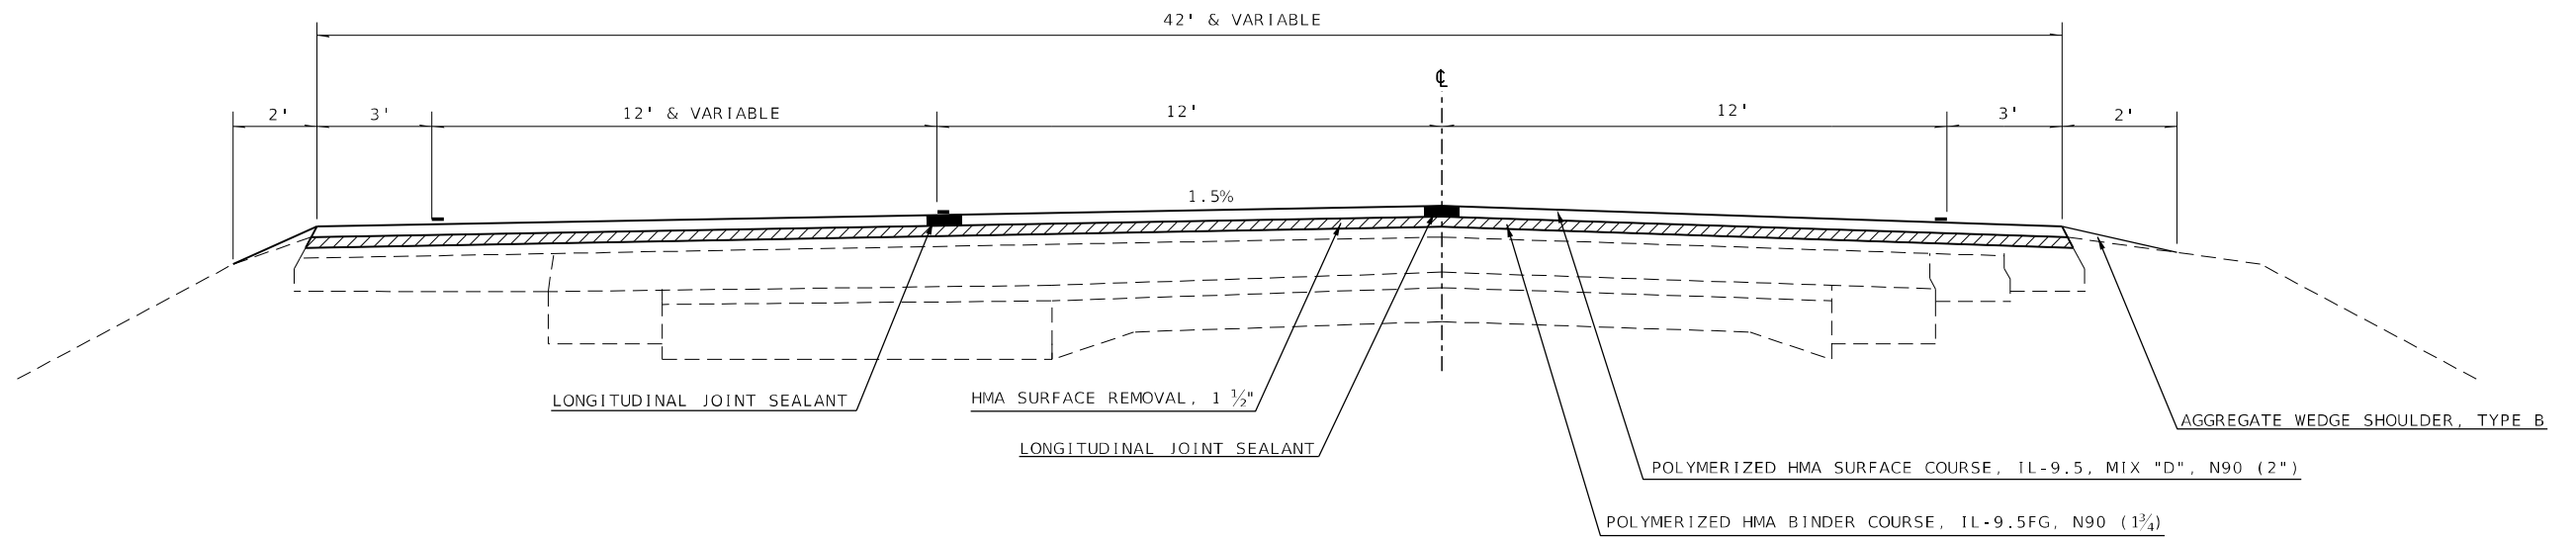 42' & VARIABLE
℄
2' 3' 12' & VARIABLE 12' 12' 3' 2'
1.5%
LONGITUDINAL JOINT SEALANT
HMA SURFACE REMOVAL, 1 ½"
LONGITUDINAL JOINT SEALANT
AGGREGATE WEDGE SHOULDER, TYPE B
POLYMERIZED HMA SURFACE COURSE, IL-9.5, MIX "D", N90 (2")
POLYMERIZED HMA BINDER COURSE, IL-9.5FG, N90 (1¾)